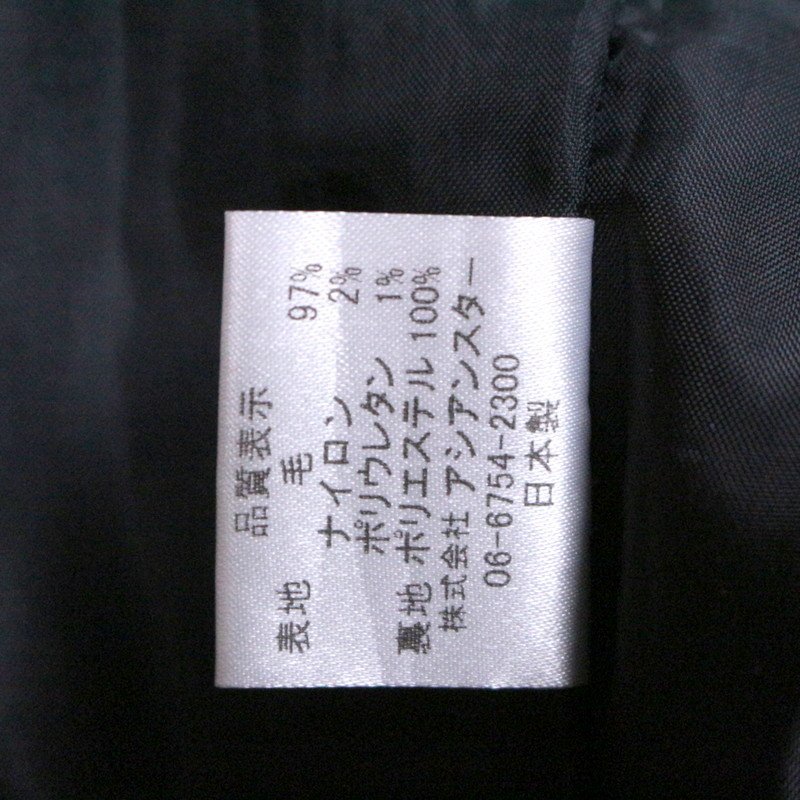 品質表示
表地 毛 97%
ナイロン 2%
ポリウレタン 1%
裏地 ポリエステル 100%
株式会社 アシアンスター
06-6754-2300
日本製